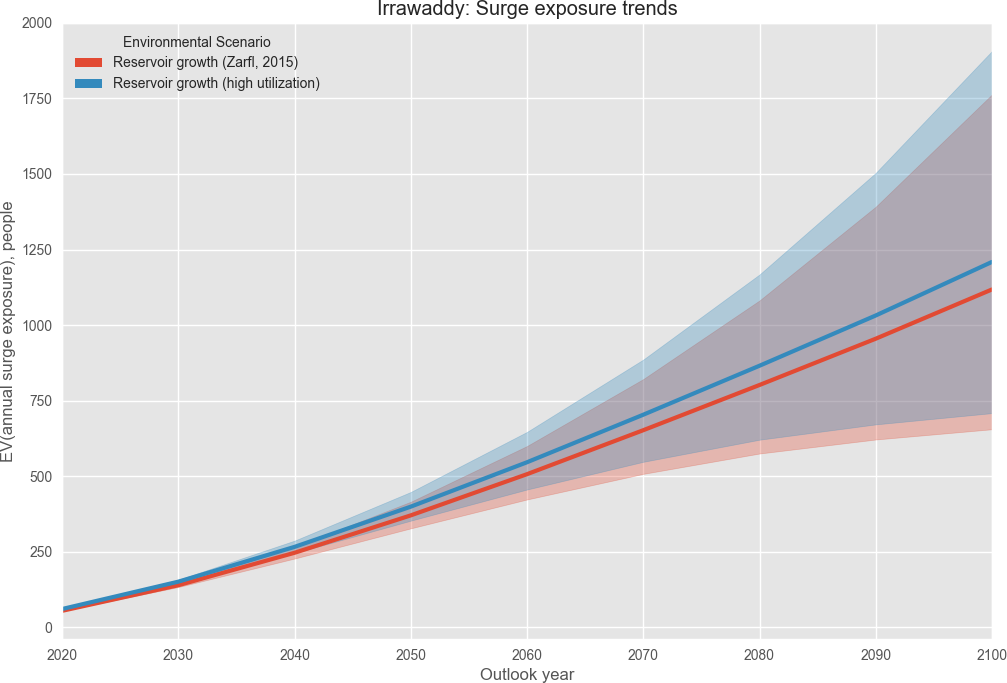 Irrawaddy: Surge exposure trends
Environmental Scenario
Reservoir growth (Zarfl, 2015)
Reservoir growth (high utilization)
EV(annual surge exposure), people
2000
1750
1500
1250
1000
750
500
250
0
2020 2030 2040 2050 2060 2070 2080 2090 2100
Outlook year